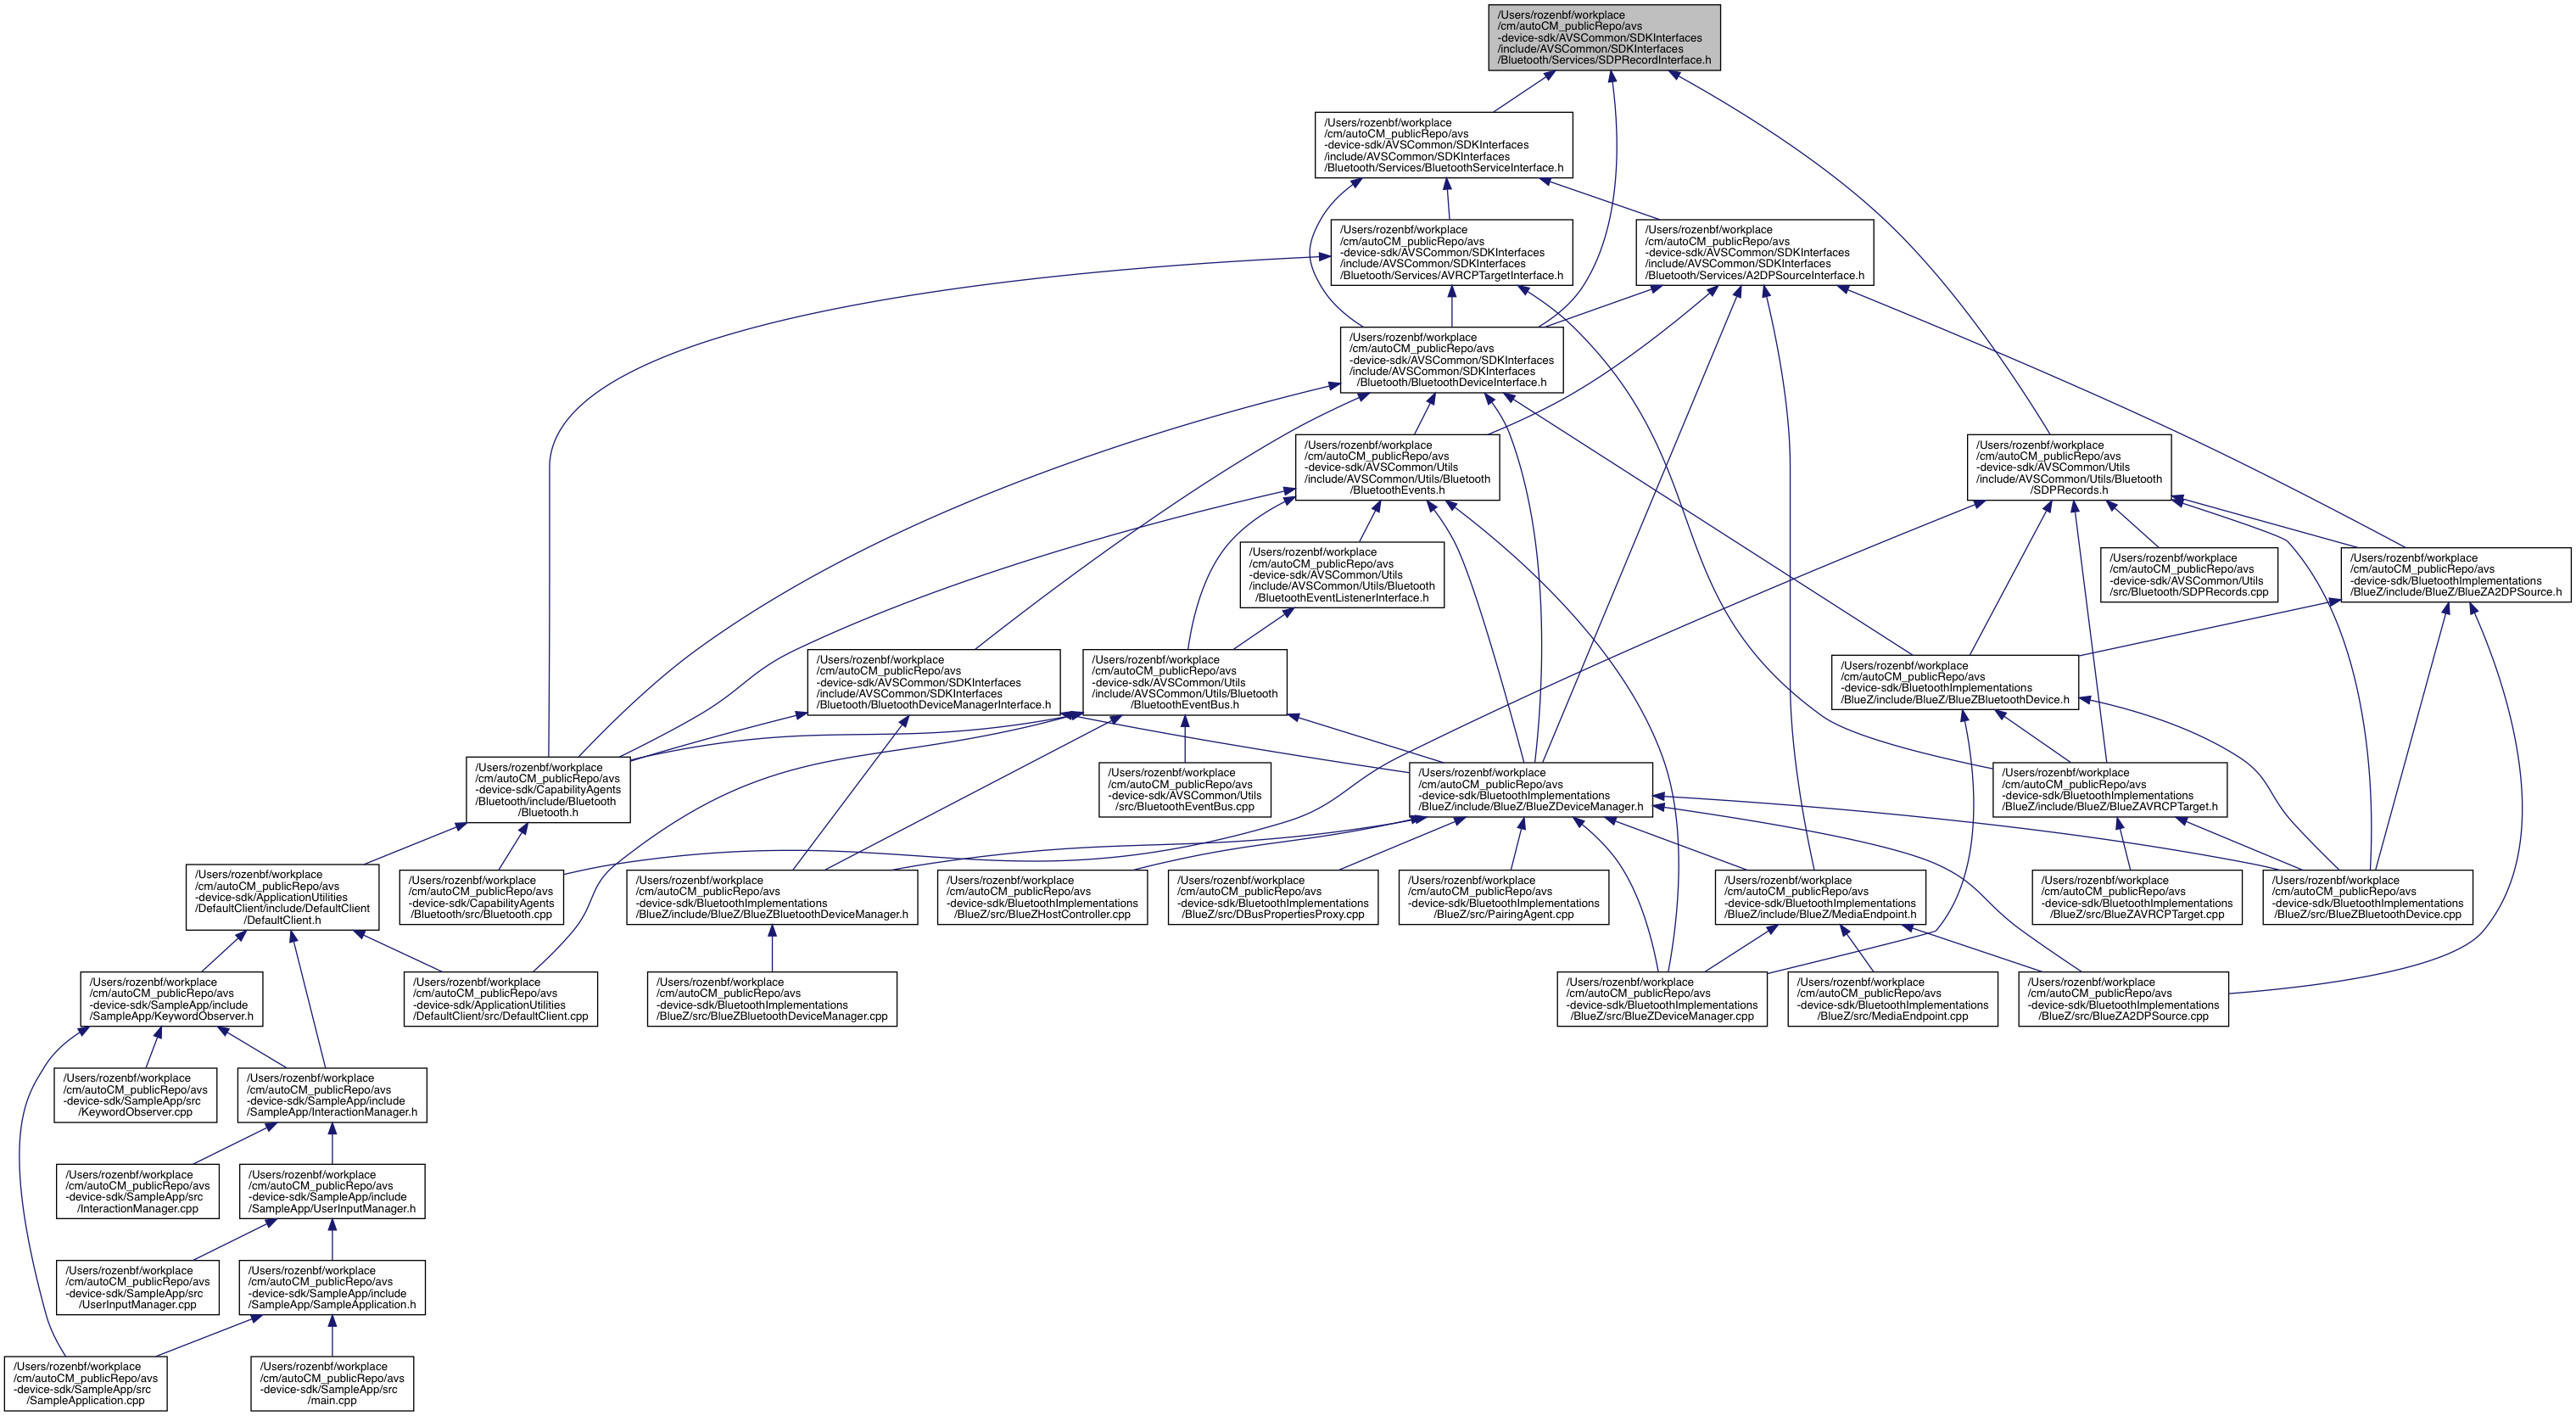 /Users/rozenbf/workplace
/cm/autoCM_publicRepo/avs
-device-sdk/AVSCommon/SDKInterfaces
/include/AVSCommon/SDKInterfaces
/Bluetooth/Services/SDPRecordInterface.h
/Users/rozenbf/workplace
/cm/autoCM_publicRepo/avs
-device-sdk/AVSCommon/SDKInterfaces
/include/AVSCommon/SDKInterfaces
/Bluetooth/Services/BluetoothServiceInterface.h
/Users/rozenbf/workplace
/cm/autoCM_publicRepo/avs
-device-sdk/AVSCommon/SDKInterfaces
/include/AVSCommon/SDKInterfaces
/Bluetooth/Services/AVRCPTargetInterface.h
/Users/rozenbf/workplace
/cm/autoCM_publicRepo/avs
-device-sdk/AVSCommon/SDKInterfaces
/include/AVSCommon/SDKInterfaces
/Bluetooth/Services/A2DPSourceInterface.h
/Users/rozenbf/workplace
/cm/autoCM_publicRepo/avs
-device-sdk/AVSCommon/SDKInterfaces
/include/AVSCommon/SDKInterfaces
/Bluetooth/BluetoothDeviceInterface.h
/Users/rozenbf/workplace
/cm/autoCM_publicRepo/avs
-device-sdk/AVSCommon/Utils
/include/AVSCommon/Utils/Bluetooth
/BluetoothEvents.h
/Users/rozenbf/workplace
/cm/autoCM_publicRepo/avs
-device-sdk/AVSCommon/Utils
/include/AVSCommon/Utils/Bluetooth
/SDPRecords.h
/Users/rozenbf/workplace
/cm/autoCM_publicRepo/avs
-device-sdk/AVSCommon/Utils
/include/AVSCommon/Utils/Bluetooth
/BluetoothEventListenerInterface.h
/Users/rozenbf/workplace
/cm/autoCM_publicRepo/avs
-device-sdk/AVSCommon/Utils
/src/Bluetooth/SDPRecords.cpp
/Users/rozenbf/workplace
/cm/autoCM_publicRepo/avs
-device-sdk/BluetoothImplementations
/BlueZ/include/BlueZ/BlueZA2DPSource.h
/Users/rozenbf/workplace
/cm/autoCM_publicRepo/avs
-device-sdk/AVSCommon/SDKInterfaces
/include/AVSCommon/SDKInterfaces
/Bluetooth/BluetoothDeviceManagerInterface.h
/Users/rozenbf/workplace
/cm/autoCM_publicRepo/avs
-device-sdk/AVSCommon/Utils
/include/AVSCommon/Utils/Bluetooth
/BluetoothEventBus.h
/Users/rozenbf/workplace
/cm/autoCM_publicRepo/avs
-device-sdk/BluetoothImplementations
/BlueZ/include/BlueZ/BlueZBluetoothDevice.h
/Users/rozenbf/workplace
/cm/autoCM_publicRepo/avs
-device-sdk/CapabilityAgents
/Bluetooth/include/Bluetooth
/Bluetooth.h
/Users/rozenbf/workplace
/cm/autoCM_publicRepo/avs
-device-sdk/AVSCommon/Utils
/src/BluetoothEventBus.cpp
/Users/rozenbf/workplace
/cm/autoCM_publicRepo/avs
-device-sdk/BluetoothImplementations
/BlueZ/include/BlueZ/BlueZDeviceManager.h
/Users/rozenbf/workplace
/cm/autoCM_publicRepo/avs
-device-sdk/BluetoothImplementations
/BlueZ/include/BlueZ/BlueZAVRCPTarget.h
/Users/rozenbf/workplace
/cm/autoCM_publicRepo/avs
-device-sdk/ApplicationUtilities
/DefaultClient/include/DefaultClient
/DefaultClient.h
/Users/rozenbf/workplace
/cm/autoCM_publicRepo/avs
-device-sdk/CapabilityAgents
/Bluetooth/src/Bluetooth.cpp
/Users/rozenbf/workplace
/cm/autoCM_publicRepo/avs
-device-sdk/BluetoothImplementations
/BlueZ/include/BlueZ/BlueZBluetoothDeviceManager.h
/Users/rozenbf/workplace
/cm/autoCM_publicRepo/avs
-device-sdk/BluetoothImplementations
/BlueZ/src/BlueZHostController.cpp
/Users/rozenbf/workplace
/cm/autoCM_publicRepo/avs
-device-sdk/BluetoothImplementations
/BlueZ/src/DBusPropertiesProxy.cpp
/Users/rozenbf/workplace
/cm/autoCM_publicRepo/avs
-device-sdk/BluetoothImplementations
/BlueZ/src/PairingAgent.cpp
/Users/rozenbf/workplace
/cm/autoCM_publicRepo/avs
-device-sdk/BluetoothImplementations
/BlueZ/include/BlueZ/MediaEndpoint.h
/Users/rozenbf/workplace
/cm/autoCM_publicRepo/avs
-device-sdk/BluetoothImplementations
/BlueZ/src/BlueZAVRCPTarget.cpp
/Users/rozenbf/workplace
/cm/autoCM_publicRepo/avs
-device-sdk/BluetoothImplementations
/BlueZ/src/BlueZBluetoothDevice.cpp
/Users/rozenbf/workplace
/cm/autoCM_publicRepo/avs
-device-sdk/SampleApp/include
/SampleApp/KeywordObserver.h
/Users/rozenbf/workplace
/cm/autoCM_publicRepo/avs
-device-sdk/ApplicationUtilities
/DefaultClient/src/DefaultClient.cpp
/Users/rozenbf/workplace
/cm/autoCM_publicRepo/avs
-device-sdk/BluetoothImplementations
/BlueZ/src/BlueZBluetoothDeviceManager.cpp
/Users/rozenbf/workplace
/cm/autoCM_publicRepo/avs
-device-sdk/BluetoothImplementations
/BlueZ/src/BlueZDeviceManager.cpp
/Users/rozenbf/workplace
/cm/autoCM_publicRepo/avs
-device-sdk/BluetoothImplementations
/BlueZ/src/MediaEndpoint.cpp
/Users/rozenbf/workplace
/cm/autoCM_publicRepo/avs
-device-sdk/BluetoothImplementations
/BlueZ/src/BlueZA2DPSource.cpp
/Users/rozenbf/workplace
/cm/autoCM_publicRepo/avs
-device-sdk/SampleApp/src
/KeywordObserver.cpp
/Users/rozenbf/workplace
/cm/autoCM_publicRepo/avs
-device-sdk/SampleApp/include
/SampleApp/InteractionManager.h
/Users/rozenbf/workplace
/cm/autoCM_publicRepo/avs
-device-sdk/SampleApp/src
/InteractionManager.cpp
/Users/rozenbf/workplace
/cm/autoCM_publicRepo/avs
-device-sdk/SampleApp/include
/SampleApp/UserInputManager.h
/Users/rozenbf/workplace
/cm/autoCM_publicRepo/avs
-device-sdk/SampleApp/src
/UserInputManager.cpp
/Users/rozenbf/workplace
/cm/autoCM_publicRepo/avs
-device-sdk/SampleApp/include
/SampleApp/SampleApplication.h
/Users/rozenbf/workplace
/cm/autoCM_publicRepo/avs
-device-sdk/SampleApp/src
/SampleApplication.cpp
/Users/rozenbf/workplace
/cm/autoCM_publicRepo/avs
-device-sdk/SampleApp/src
/main.cpp